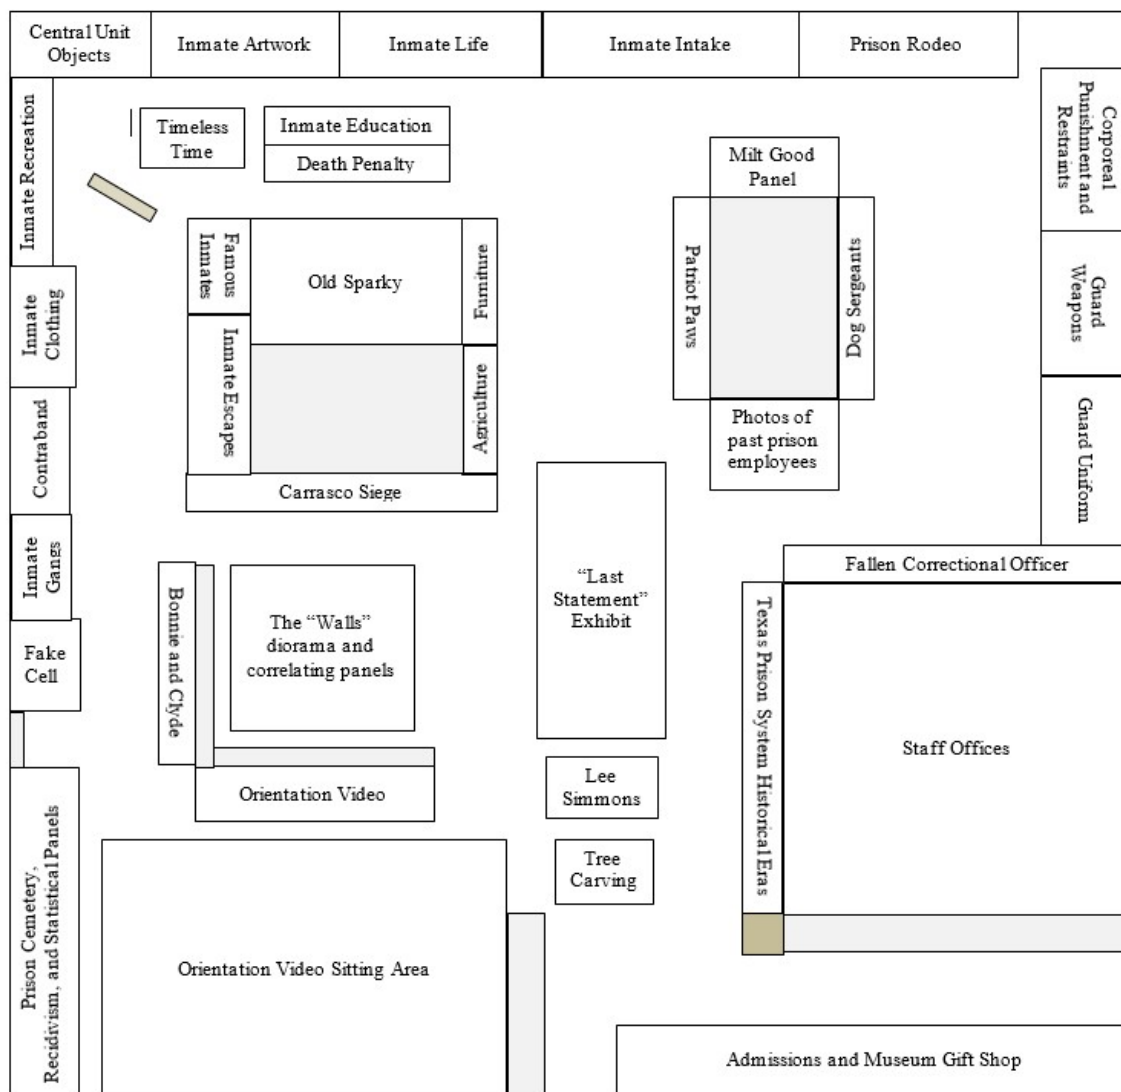 Central Unit
Objects
Inmate Artwork
Inmate Life
Inmate Intake
Prison Rodeo
Corporeal
Punishment and
Restraints
Inmate Recreation
Timeless
Time
Inmate Education
Death Penalty
Milt Good
Panel
Famous
Inmates
Old Sparky
Furniture
Patriot Paws
Dog Sergeants
Guard
Weapons
Inmate
Clothing
Inmate Escapes
Agriculture
Contraband
Photos of
past prison
employees
Guard Uniform
Carrasco Siege
Inmate
Gangs
Fallen Correctional Officer
Bonnie and Clyde
The “Walls”
diorama and
correlating panels
“Last
Statement”
Exhibit
Texas Prison System Historical Eras
Staff Offices
Fake
Cell
Orientation Video
Lee
Simmons
Tree
Carving
Prison Cemetery,
Recidivism, and Statistical Panels
Orientation Video Sitting Area
Admissions and Museum Gift Shop